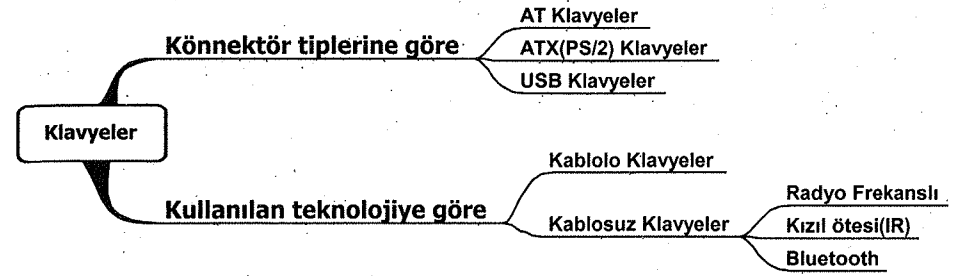 Klavyeler
Könnektör tiplerine göre
AT Klavyeler
ATX(PS/2) Klavyeler
USB Klavyeler
Kullanılan teknolojiye göre
Kablolo Klavyeler
Kablosuz Klavyeler
Radyo Frekanslı
Kızıl ötesi(IR)
Bluetooth